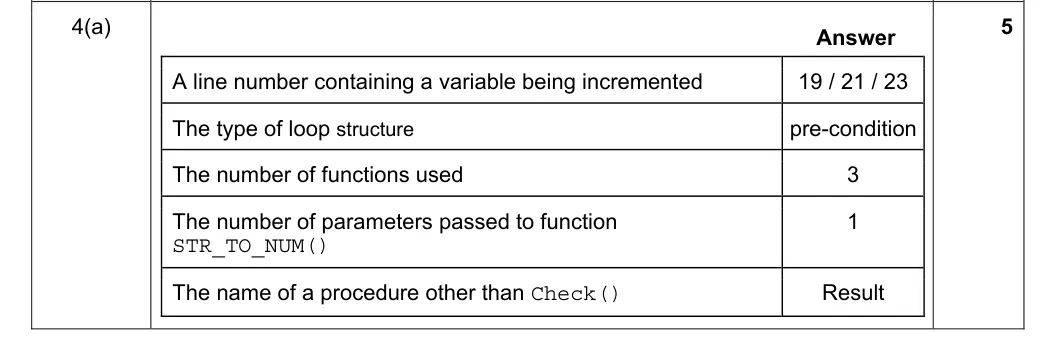 4(a)
Answer
5
A line number containing a variable being incremented 19 / 21 / 23
The type of loop structure pre-condition
The number of functions used 3
The number of parameters passed to function 1
STR_TO_NUM()
The name of a procedure other than Check() Result